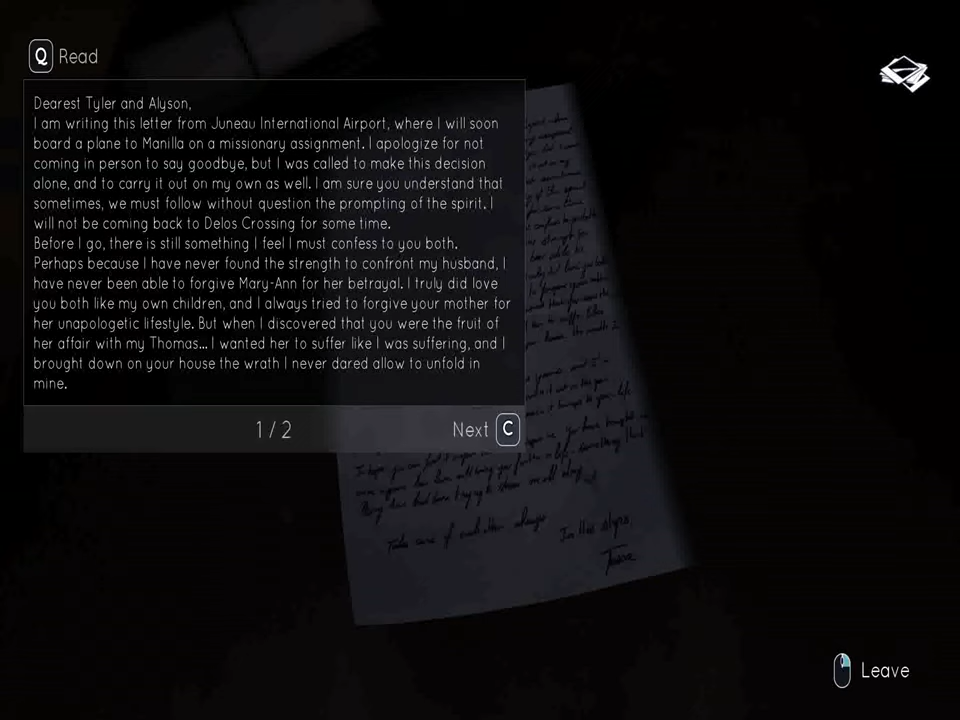 Q Read
Dearest Tyler and Alyson,
I am writing this letter from Juneau International Airport, where I will soon
board a plane to Manilla on a missionary assignment. I apologize for not
coming in person to say goodbye, but I was called to make this decision
alone, and to carry it out on my own as well. I am sure you understand that
sometimes, we must follow without question the prompting of the spirit. I
will not be coming back to Delos Crossing for some time.
Before I go, there is still something I feel I must confess to you both.
Perhaps because I have never found the strength to confront my husband, I
have never been able to forgive Mary-Ann for her betrayal. I truly did love
you both like my own children, and I always tried to forgive your mother for
her unapologetic lifestyle. But when I discovered that you were the fruit of
her affair with my Thomas... I wanted her to suffer like I was suffering, and I
brought down on your house the wrath I never dared allow to unfold in
mine.
1 / 2
Next C
Take care of each other always
Leave